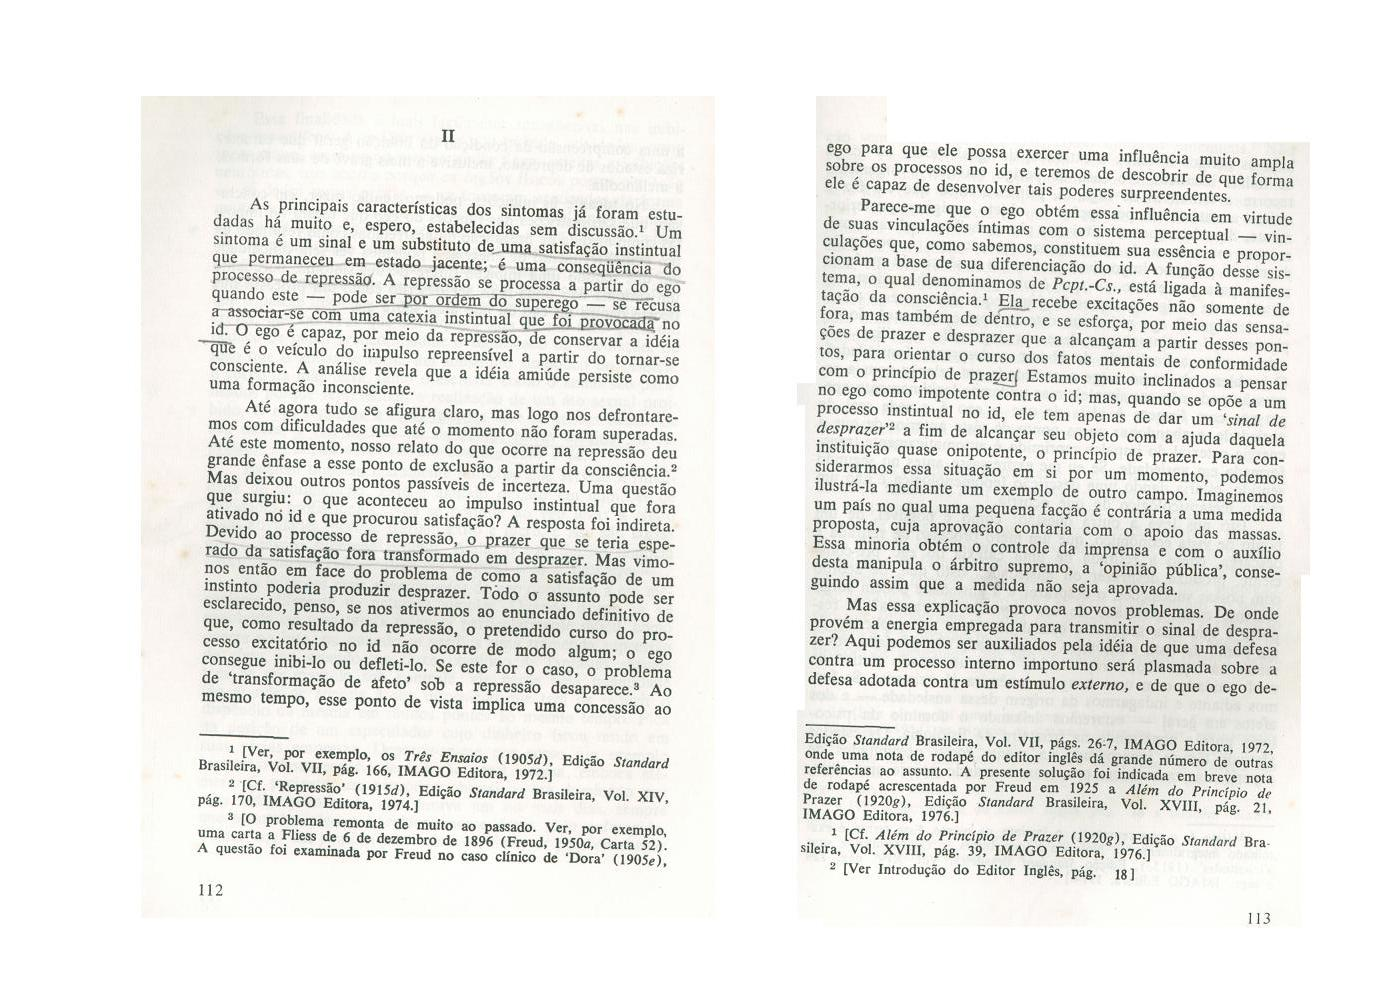 II
As principais características dos sintomas já foram estu-
dadas há muito e, espero, estabelecidas sem discussão.¹ Um
sintoma é um sinal e um substituto de uma satisfação instintual
que permaneceu em estado jacente; é uma conseqüência do
processo de repressão. A repressão se processa a partir do ego
quando este — pode ser por ordem do superego — se recusa
a associar-se com uma catexia instintual que foi provocada no
id. O ego é capaz, por meio da repressão, de conservar a idéia
que é o veículo do impulso repreensível a partir do tornar-se
consciente. A análise revela que a idéia amiúde persiste como
uma formação inconsciente.
Até agora tudo se afigura claro, mas logo nos defrontare-
mos com dificuldades que até o momento não foram superadas.
Até este momento, nosso relato do que ocorre na repressão deu
grande ênfase a esse ponto de exclusão a partir da consciência.²
Mas deixou outros pontos passíveis de incerteza. Uma questão
que surgiu: o que aconteceu ao impulso instintual que fora
ativado no id e que procurou satisfação? A resposta foi indireta.
Devido ao processo de repressão, o prazer que se teria espe-
rado da satisfação fora transformado em desprazer. Mas vimo-
nos então em face do problema de como a satisfação de um
instinto poderia produzir desprazer. Todo o assunto pode ser
esclarecido, penso, se nos ativermos ao enunciado definitivo de
que, como resultado da repressão, o pretendido curso do pro-
cesso excitatório no id não ocorre de modo algum; o ego
consegue inibi-lo ou defleti-lo. Se este for o caso, o problema
de ‘transformação de afeto’ sob a repressão desaparece.³ Ao
mesmo tempo, esse ponto de vista implica uma concessão ao
¹ [Ver, por exemplo, os Três Ensaios (1905d), Edição Standard
Brasileira, Vol. VII, pág. 166, IMAGO Editora, 1972.]
² [Cf. ‘Repressão’ (1915d), Edição Standard Brasileira, Vol. XIV,
pág. 170, IMAGO Editora, 1974.]
³ [O problema remonta de muito ao passado. Ver, por exemplo,
uma carta a Fliess de 6 de dezembro de 1896 (Freud, 1950a, Carta 52).
A questão foi examinada por Freud no caso clínico de ‘Dora’ (1905e),
112
ego para que ele possa exercer uma influência muito ampla
sobre os processos no id, e teremos de descobrir de que forma
ele é capaz de desenvolver tais poderes surpreendentes.
Parece-me que o ego obtém essa influência em virtude
de suas vinculações íntimas com o sistema perceptual — vin-
culações que, como sabemos, constituem sua essência e propor-
cionam a base de sua diferenciação do id. A função desse sis-
tema, o qual denominamos de Pcpt.-Cs., está ligada à manifes-
tação da consciência.¹ Ela recebe excitações não somente de
fora, mas também de dentro, e se esforça, por meio das sensa-
ções de prazer e desprazer que a alcançam a partir desses pon-
tos, para orientar o curso dos fatos mentais de conformidade
com o princípio de prazer. Estamos muito inclinados a pensar
no ego como impotente contra o id; mas, quando se opõe a um
processo instintual no id, ele tem apenas de dar um ‘sinal de
desprazer’² a fim de alcançar seu objeto com a ajuda daquela
instituição quase onipotente, o princípio de prazer. Para con-
siderarmos essa situação em si por um momento, podemos
ilustrá-la mediante um exemplo de outro campo. Imaginemos
um país no qual uma pequena facção é contrária a uma medida
proposta, cuja aprovação contaria com o apoio das massas.
Essa minoria obtém o controle da imprensa e com o auxílio
desta manipula o árbitro supremo, a ‘opinião pública’, conse-
guindo assim que a medida não seja aprovada.
Mas essa explicação provoca novos problemas. De onde
provém a energia empregada para transmitir o sinal de despra-
zer? Aqui podemos ser auxiliados pela idéia de que uma defesa
contra um processo interno importuno será plasmada sobre a
defesa adotada contra um estímulo externo, e de que o ego de-
Edição Standard Brasileira, Vol. VII, págs. 26-7, IMAGO Editora, 1972,
onde uma nota de rodapé do editor inglês dá grande número de outras
referências ao assunto. A presente solução foi indicada em breve nota
de rodapé acrescentada por Freud em 1925 a Além do Princípio de
Prazer (1920g), Edição Standard Brasileira, Vol. XVIII, pág. 21,
IMAGO Editora, 1976.]
¹ [Cf. Além do Princípio de Prazer (1920g), Edição Standard Bra-
sileira, Vol. XVIII, pág. 39, IMAGO Editora, 1976.]
² [Ver Introdução do Editor Inglês, pág. 18]
113